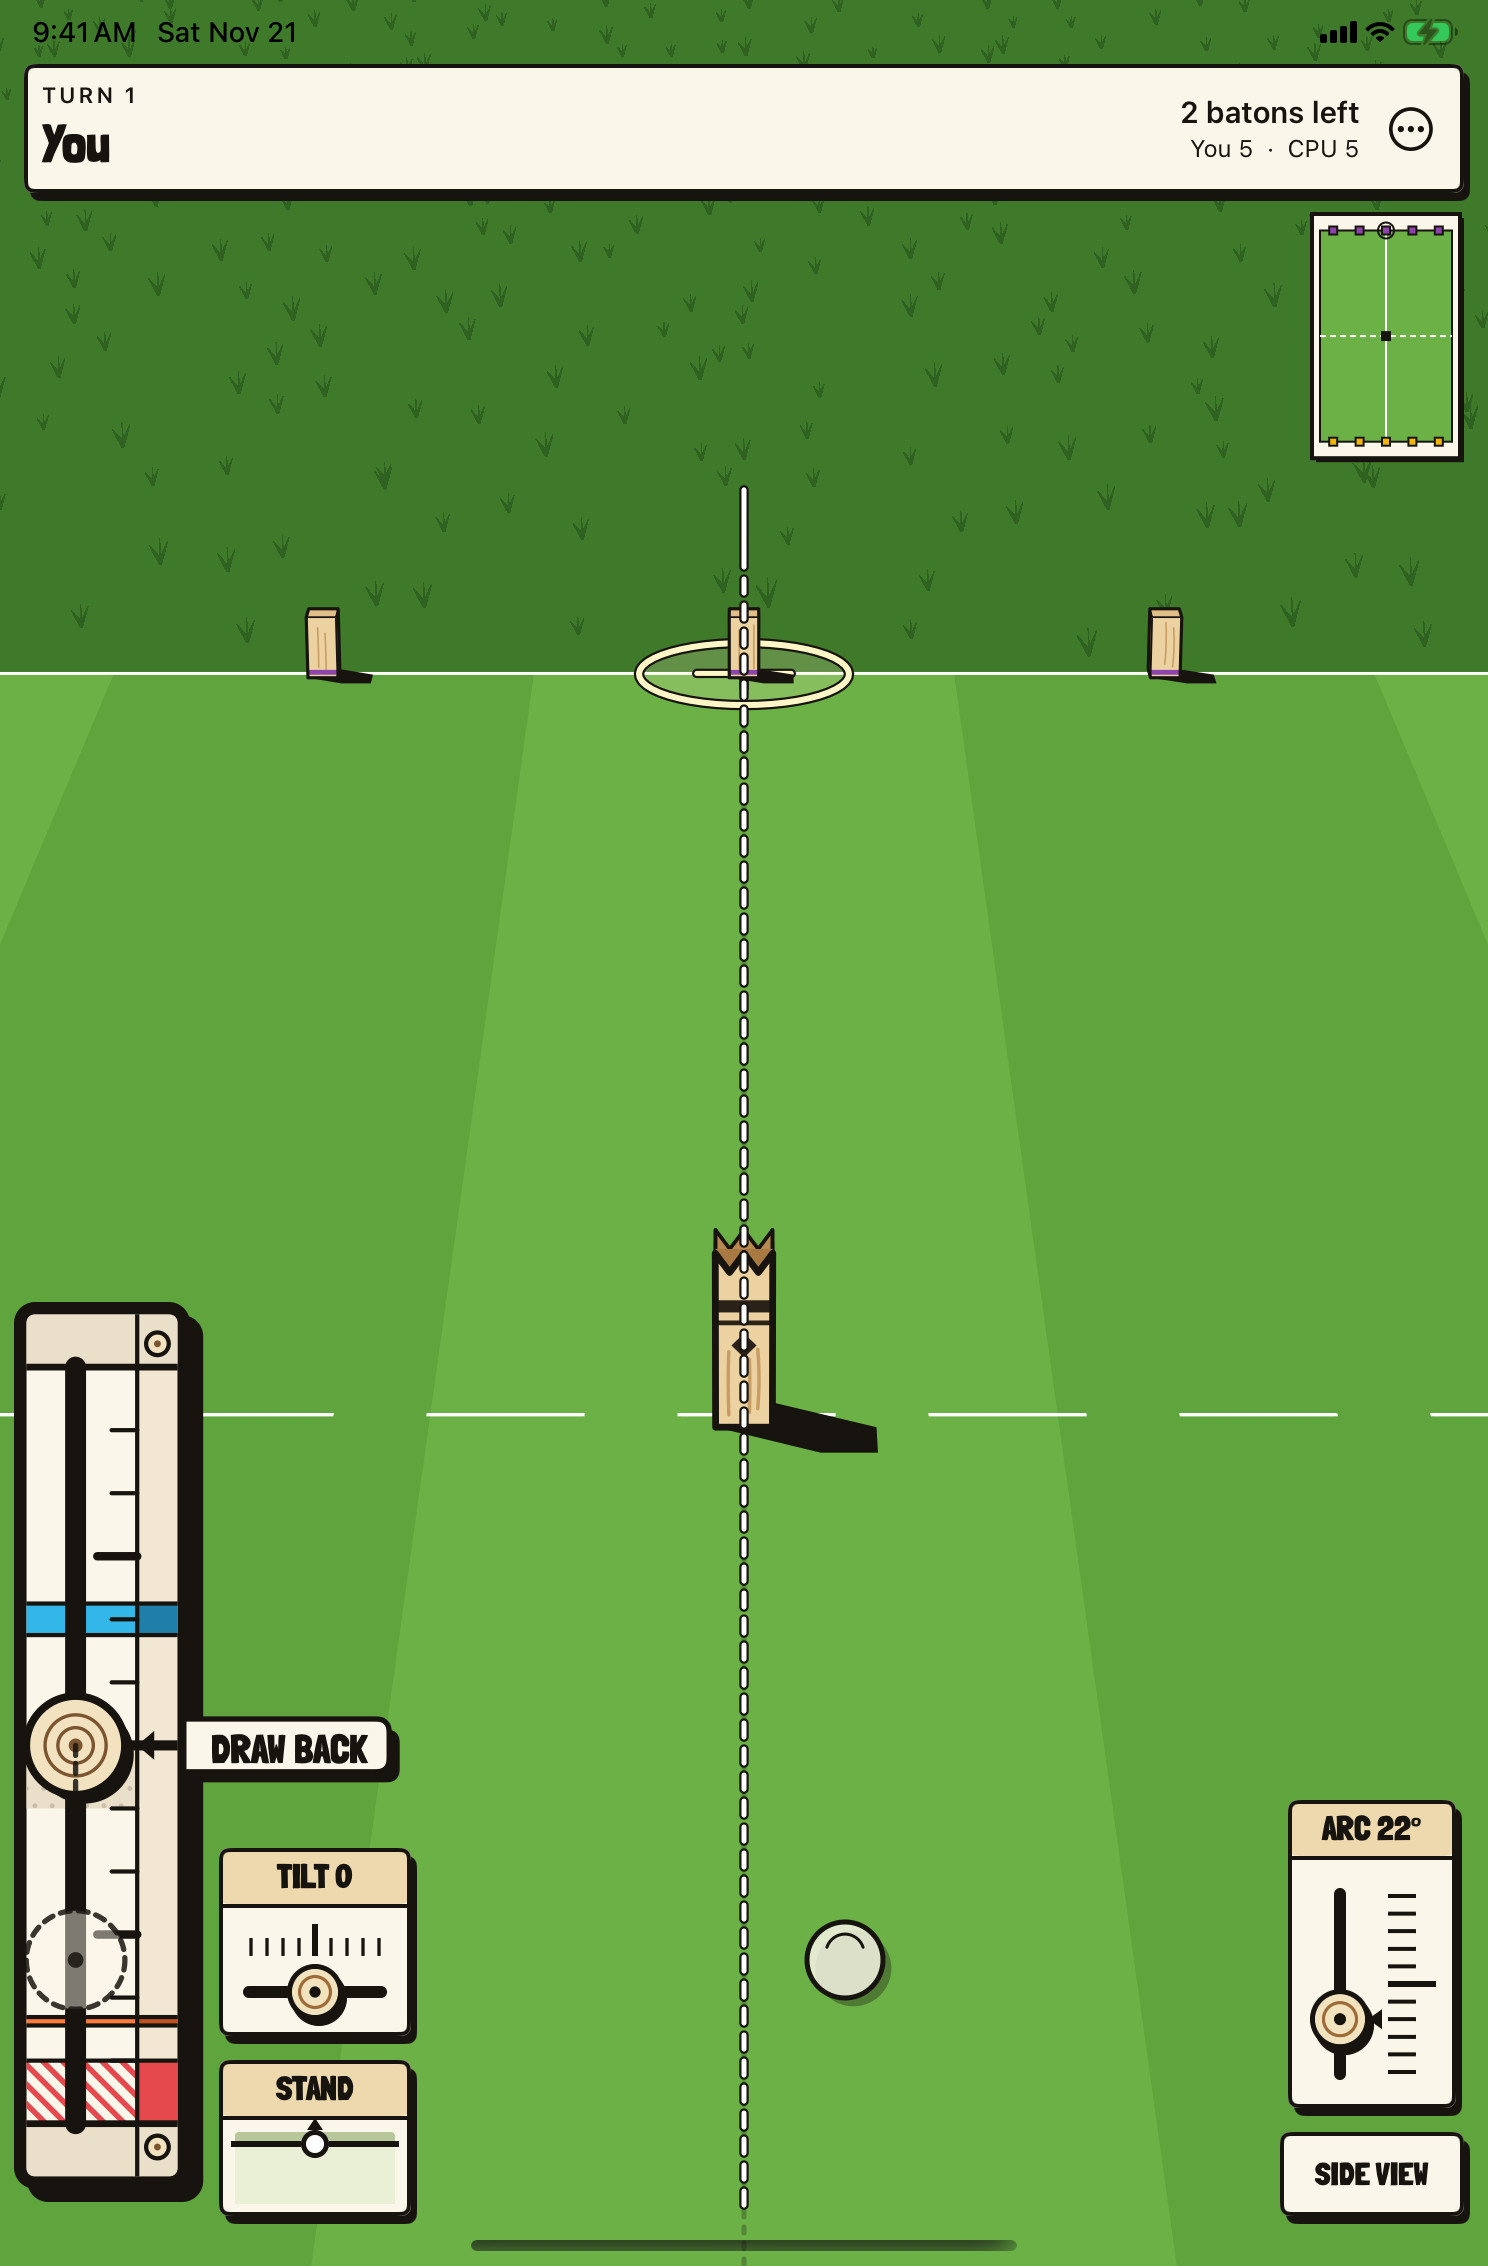 9:41 AM Sat Nov 21
TURN 1
You
2 batons left
You 5 · CPU 5
DRAW BACK
TILT 0
STAND
ARC 22°
SIDE VIEW